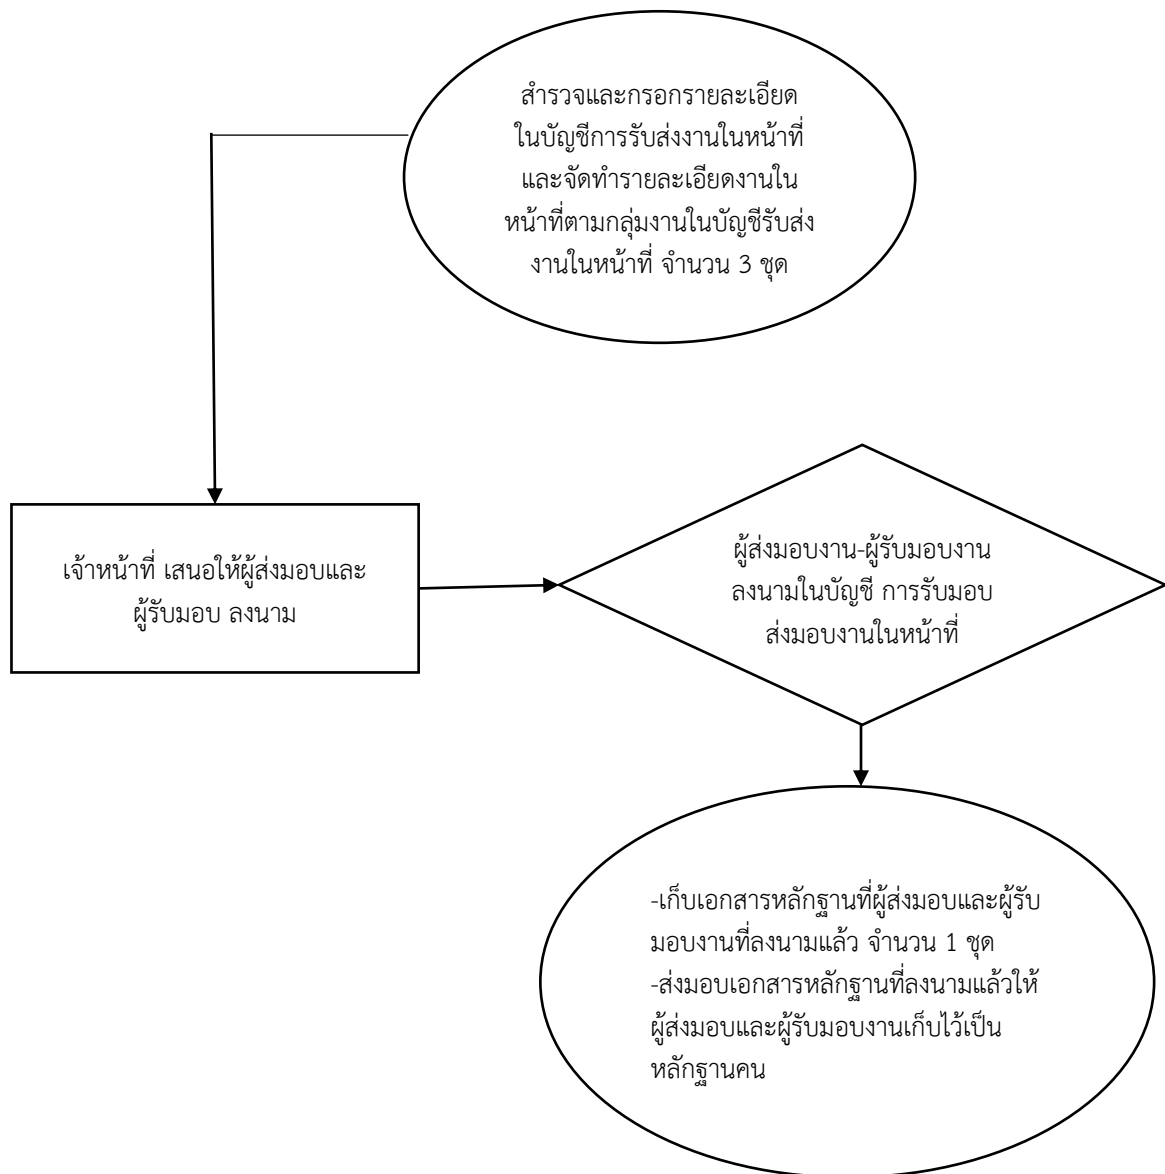 สำรวจและกรอกรายละเอียด
ในบัญชีการรับส่งงานในหน้าที่
และจัดทำรายละเอียดงานใน
หน้าที่ตามกลุ่มงานในบัญชีรับส่ง
งานในหน้าที่ จำนวน 3 ชุด
เจ้าหน้าที่ เสนอให้ผู้ส่งมอบและ
ผู้รับมอบ ลงนาม
ผู้ส่งมอบงาน-ผู้รับมอบงาน
ลงนามในบัญชี การรับมอบ
ส่งมอบงานในหน้าที่
-เก็บเอกสารหลักฐานที่ผู้ส่งมอบและผู้รับ
มอบงานที่ลงนามแล้ว จำนวน 1 ชุด
-ส่งมอบเอกสารหลักฐานที่ลงนามแล้วให้
ผู้ส่งมอบและผู้รับมอบงานเก็บไว้เป็น
หลักฐานคน